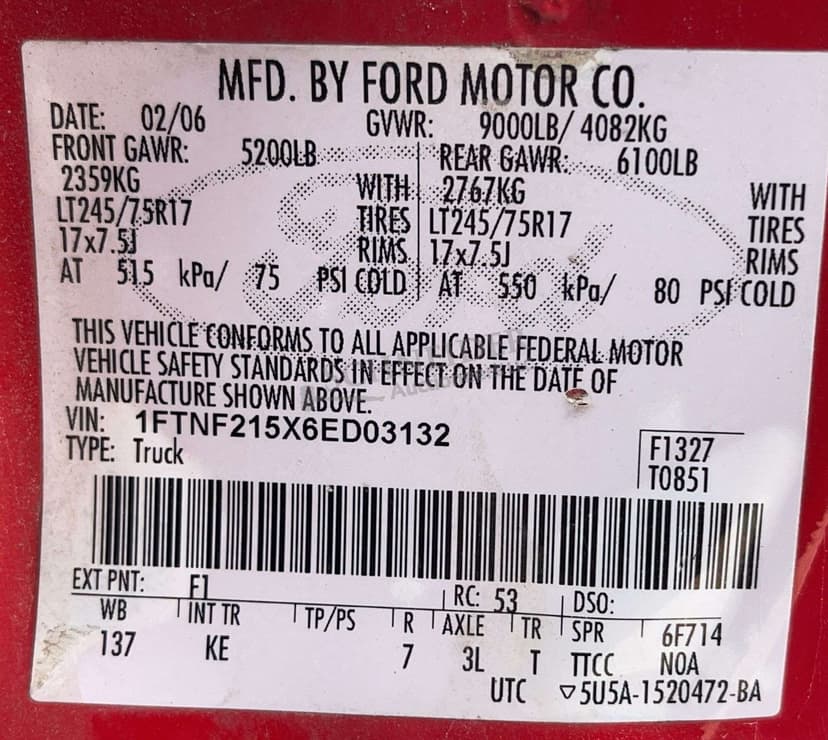 MFD. BY FORD MOTOR CO.
DATE: 02/06 GVWR: 9000LB/ 4082KG
FRONT GAWR: 5200LB REAR GAWR: 6100LB
2359KG WITH 2767KG WITH
LT245/75R17 TIRES LT245/75R17 TIRES
17x7.5J RIMS 17x7.5J RIMS
AT 515 kPa/ 75 PSI COLD AT 550 kPa/ 80 PSI COLD
THIS VEHICLE CONFORMS TO ALL APPLICABLE FEDERAL MOTOR
VEHICLE SAFETY STANDARDS IN EFFECT ON THE DATE OF
MANUFACTURE SHOWN ABOVE.
VIN: 1FTNF215X6ED03132
TYPE: Truck
F1327
T0851
EXT PNT: F1 RC: 53 DSO:
WB INT TR TP/PS R AXLE TR SPR 6F714
137 KE 7 3L T TTCC NOA
UTC ▽5U5A-1520472-BA